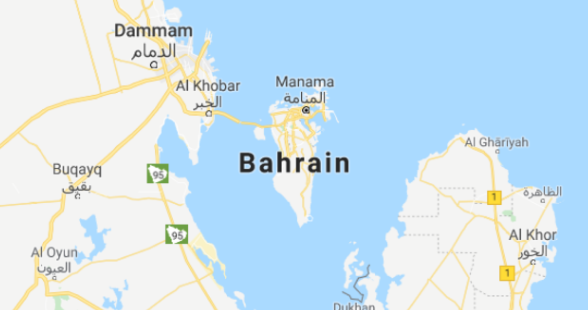 Dammam
الدمام
Al Khobar
الخبر
Manama
المنامة
Bahrain
Al Ghārīyah
Buqayq
بقيق
95
1
الظاهرة
95
Al Khor
الخور
Al Oyun
العيون
1
Dukhan